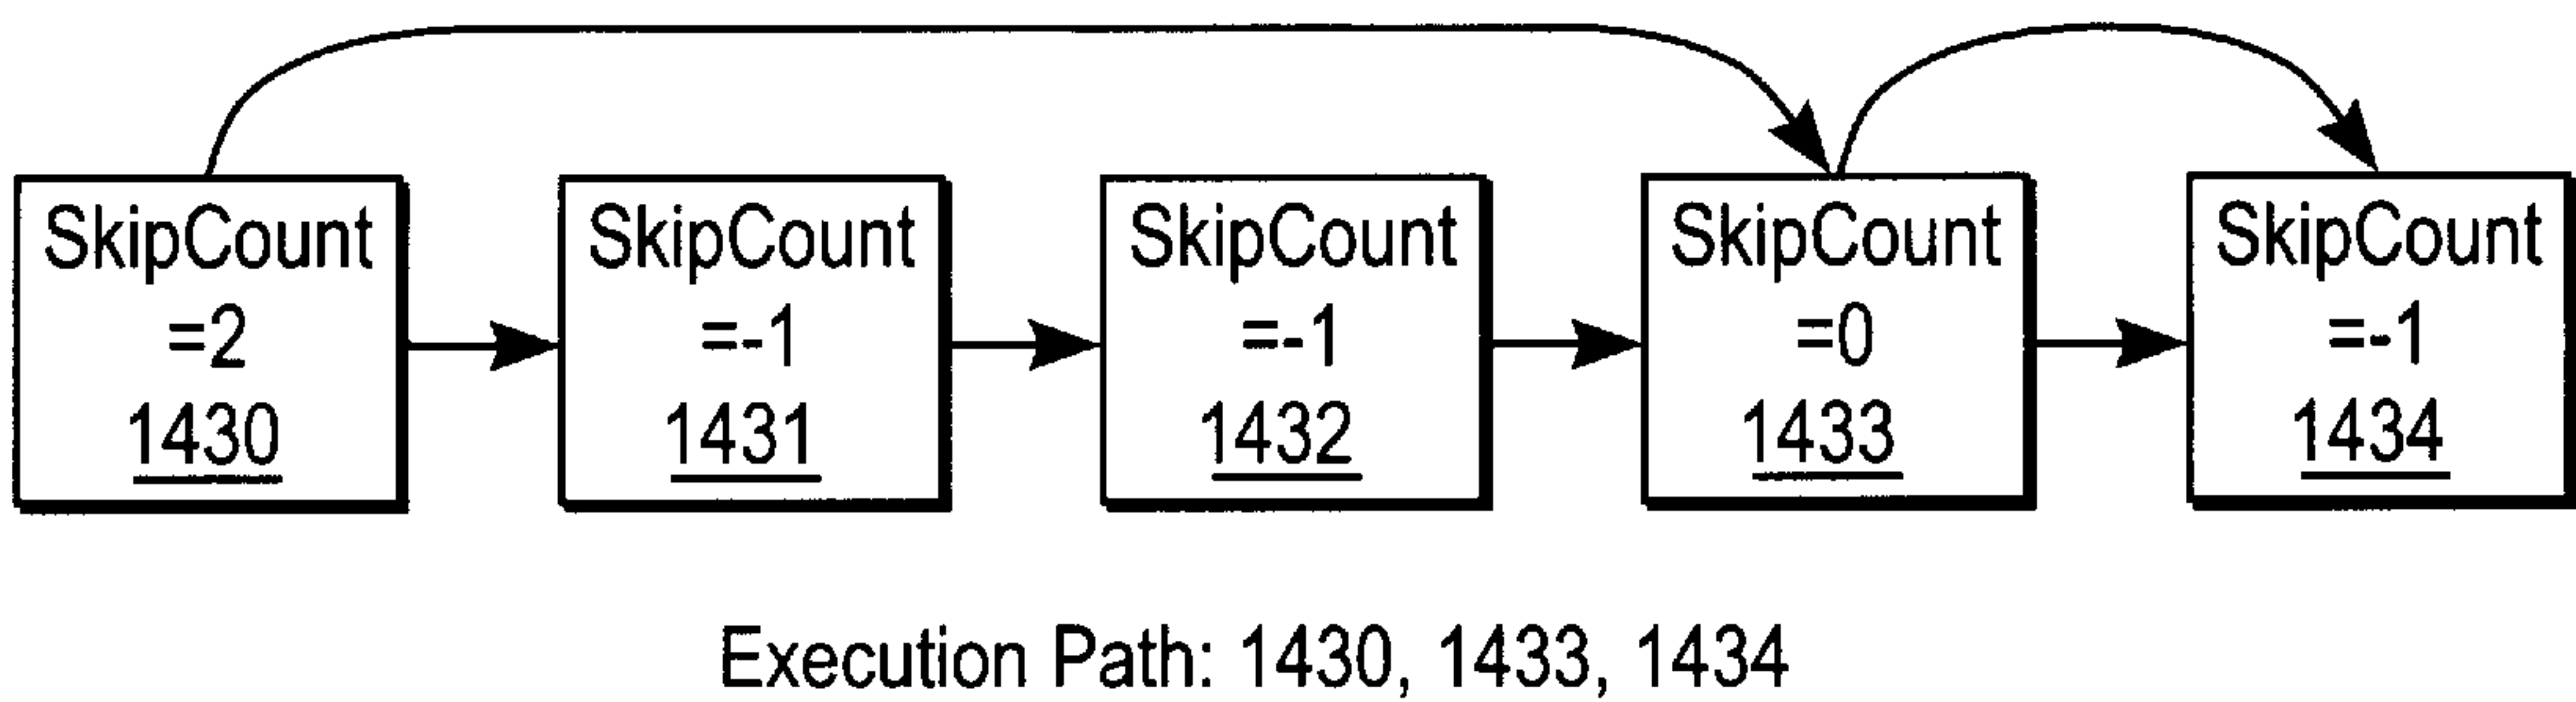 SkipCount
=2
1430
SkipCount
=-1
1431
SkipCount
=-1
1432
SkipCount
=0
1433
SkipCount
=-1
1434
Execution Path: 1430, 1433, 1434